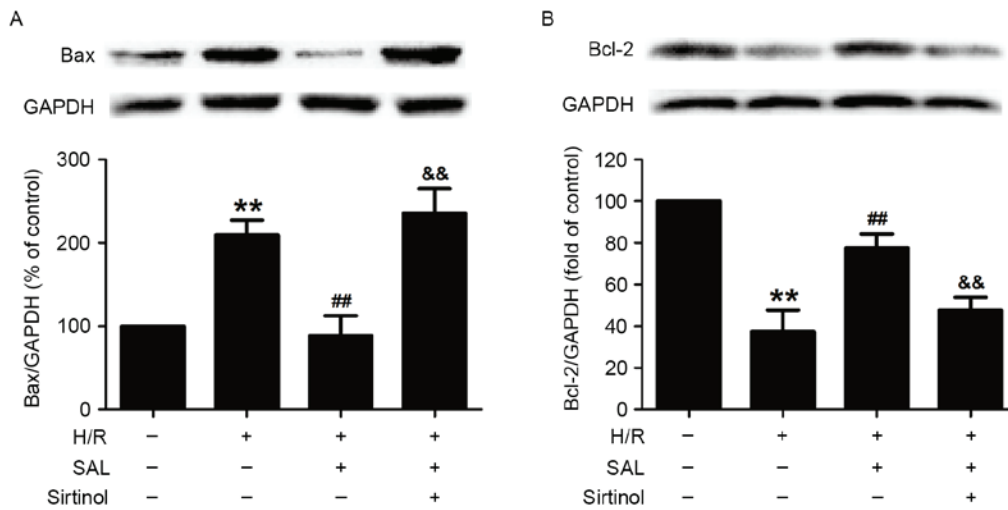 A
Bax
GAPDH
Bax/GAPDH (% of control)
300
200
100
0
**
##
&&
H/R − + + +
SAL − − + +
Sirtinol − − − +
B
Bcl-2
GAPDH
Bcl-2/GAPDH (fold of control)
120
100
80
60
40
20
0
**
##
&&
H/R − + + +
SAL − − + +
Sirtinol − − − +